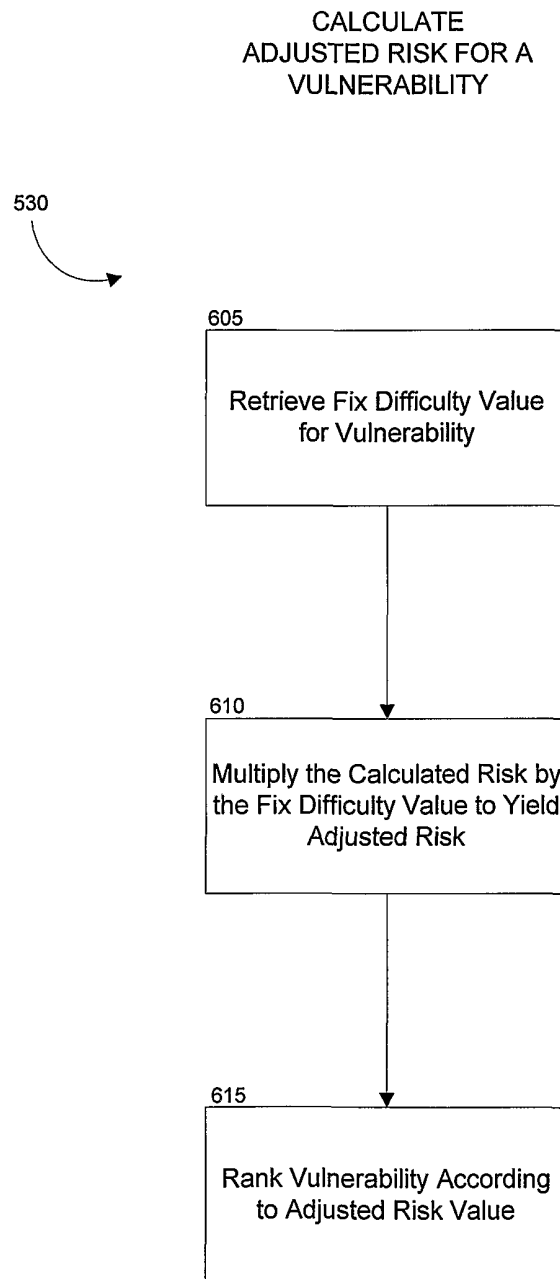 CALCULATE
ADJUSTED RISK FOR A
VULNERABILITY
530
605
Retrieve Fix Difficulty Value
for Vulnerability
610
Multiply the Calculated Risk by
the Fix Difficulty Value to Yield
Adjusted Risk
615
Rank Vulnerability According
to Adjusted Risk Value